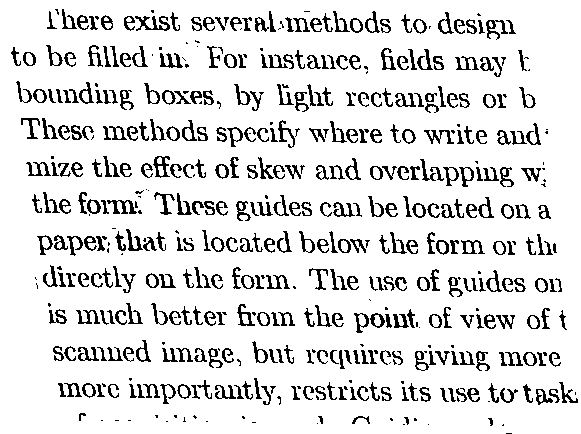 There exist several methods to design
to be filled in. For instance, fields may
bounding boxes, by light rectangles or b
These methods specify where to write and
mize the effect of skew and overlapping w
the form. These guides can be located on a
paper that is located below the form or th
directly on the form. The use of guides on
is much better from the point of view of t
scanned image, but requires giving more
more importantly, restricts its use to task